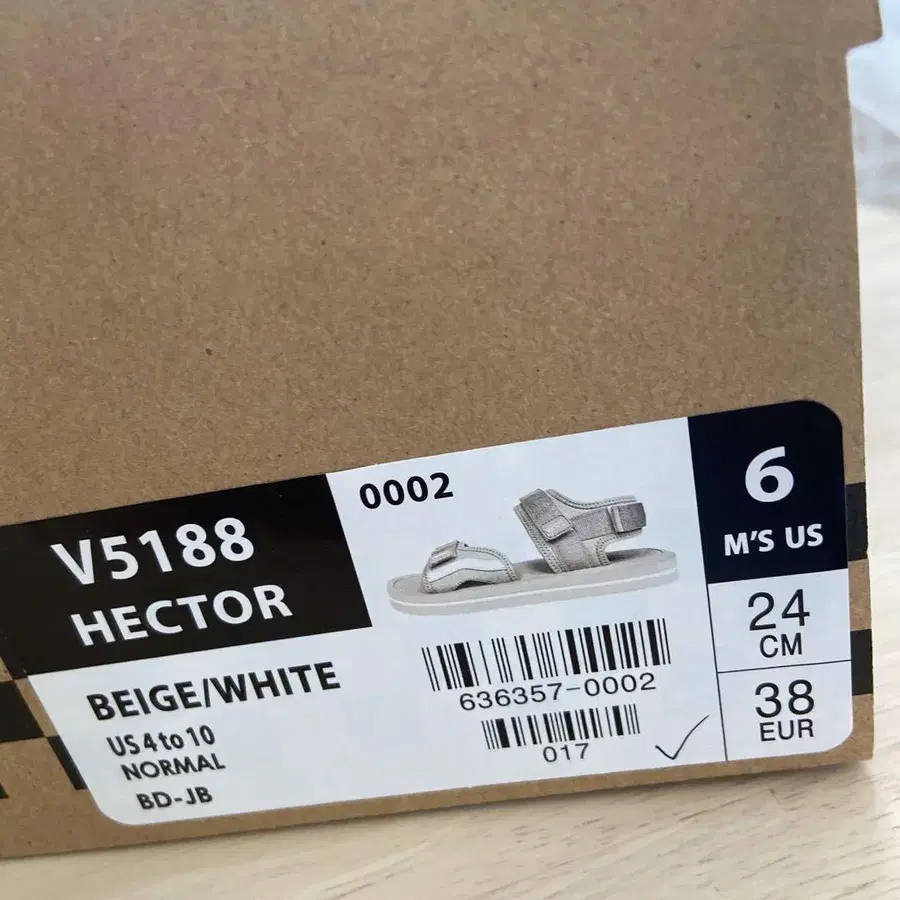 V5188
HECTOR
0002
6
M'S US
24
CM
38
EUR
BEIGE/WHITE
US 4 to 10
NORMAL
BD-JB
636357-0002
017